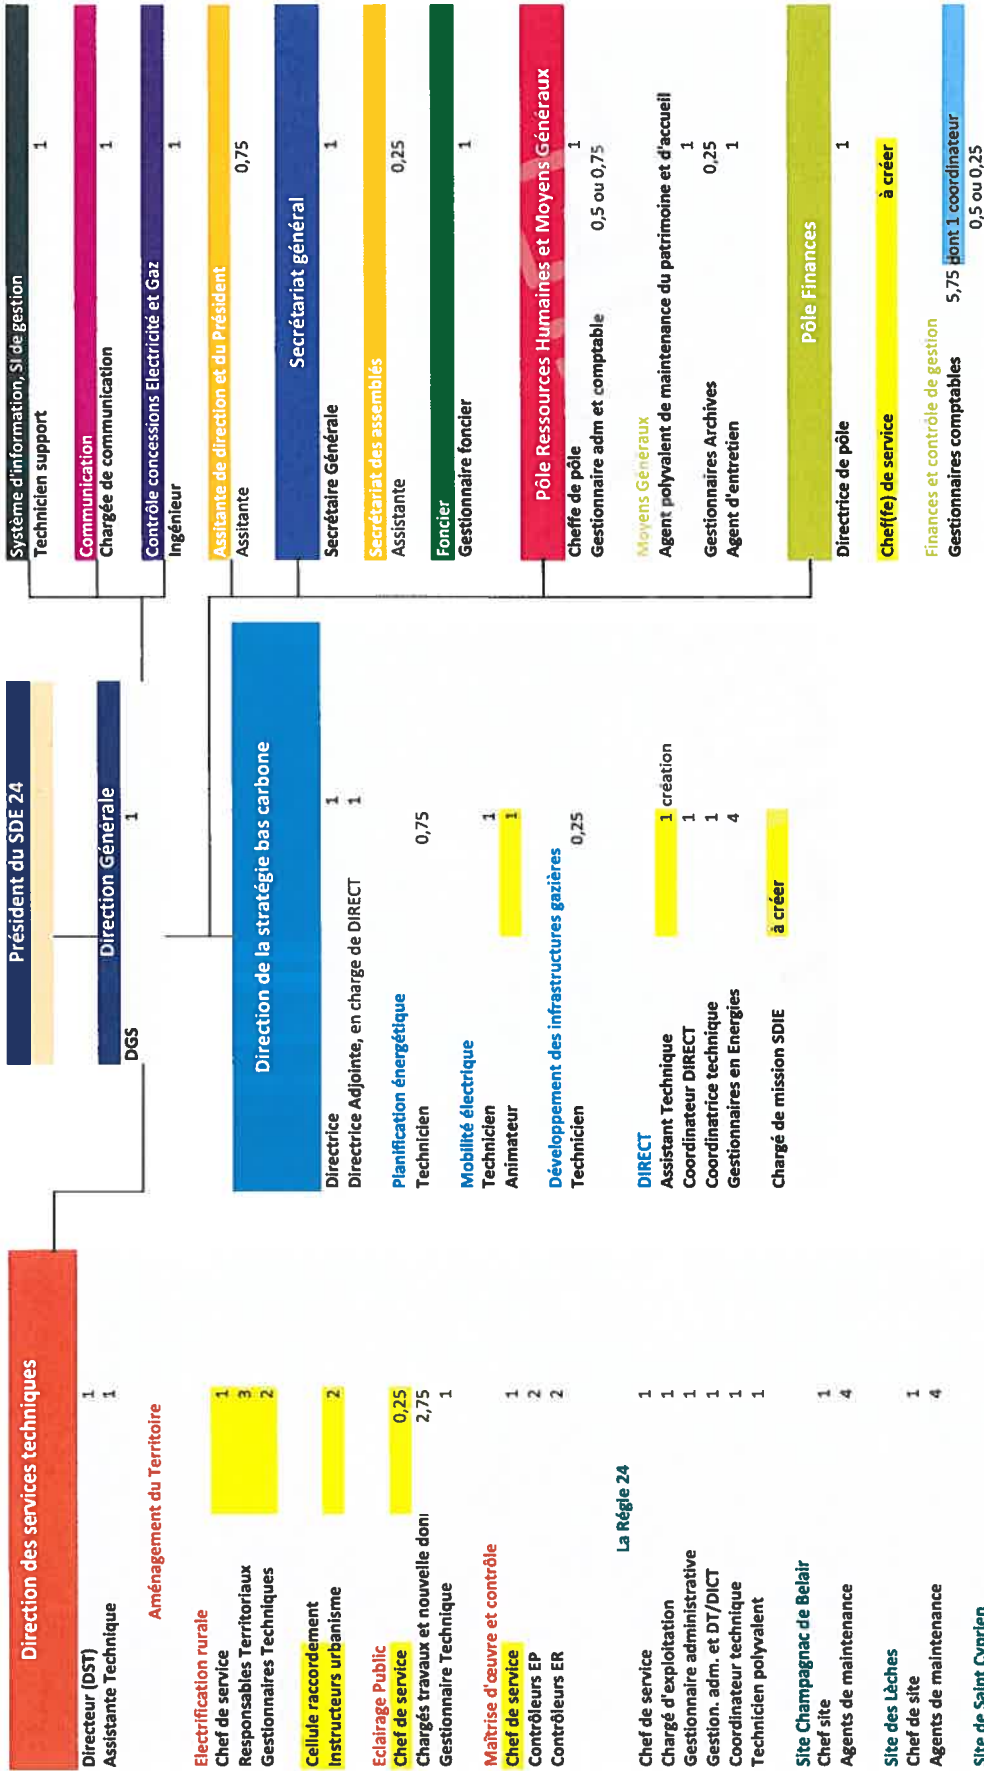 Président du SDE 24
Direction Générale
DGS 1
Direction des services techniques
Directeur (DST) 1
Assistante Technique 1
Aménagement du Territoire
Electrification rurale
Chef de service 1
Responsables Territoriaux 3
Gestionnaires Techniques 2
Cellule raccordement
Instructeurs urbanisme 2
Eclairage Public
Chef de service 0,25
Chargés travaux et nouvelle doni 2,75
Gestionnaire Technique 1
Maîtrise d'œuvre et contrôle
Chef de service 1
Contrôleurs EP 2
Contrôleurs ER 2
La Régie 24
Chef de service 1
Chargé d'exploitation 1
Gestionnaire administrative 1
Gestion. adm. et DT/DICT 1
Coordinateur technique 1
Technicien polyvalent 1
Site Champagnac de Belair
Chef site 1
Agents de maintenance 4
Site des Lèches
Chef de site 1
Agents de maintenance 4
Site de Saint Cyprien
Direction de la stratégie bas carbone
Directrice 1
Directrice Adjointe, en charge de DIRECT 1
Planification énergétique
Technicien 0,75
Mobilité électrique
Technicien 1
Animateur 1
Développement des infrastructures gazières
Technicien 0,25
DIRECT
Assistant Technique 1 création
Coordinateur DIRECT 1
Coordinatrice technique 1
Gestionnaires en Energies 4
Chargé de mission SDIE à créer
Système d'information, SI de gestion
Technicien support 1
Communication
Chargée de communication 1
Contrôle concessions Electricité et Gaz
Ingénieur 1
Assitante de direction et du Président
Assitante 0,75
Secrétariat général
Secrétaire Générale 1
Secrétariat des assemblés
Assistante 0,25
Foncier
Gestionnaire foncier 1
Pôle Ressources Humaines et Moyens Généraux
Cheffe de pôle 1
Gestionnaire adm et comptable 0,5 ou 0,75
Moyens Généraux
Agent polyvalent de maintenance du patrimoine et d'accueil
1
Gestionnaires Archives 0,25
Agent d'entretien 1
Pôle Finances
Directrice de pôle 1
Chef(fe) de service à créer
Finances et contrôle de gestion
Gestionnaires comptables 5,75 dont 1 coordinateur
0,5 ou 0,25